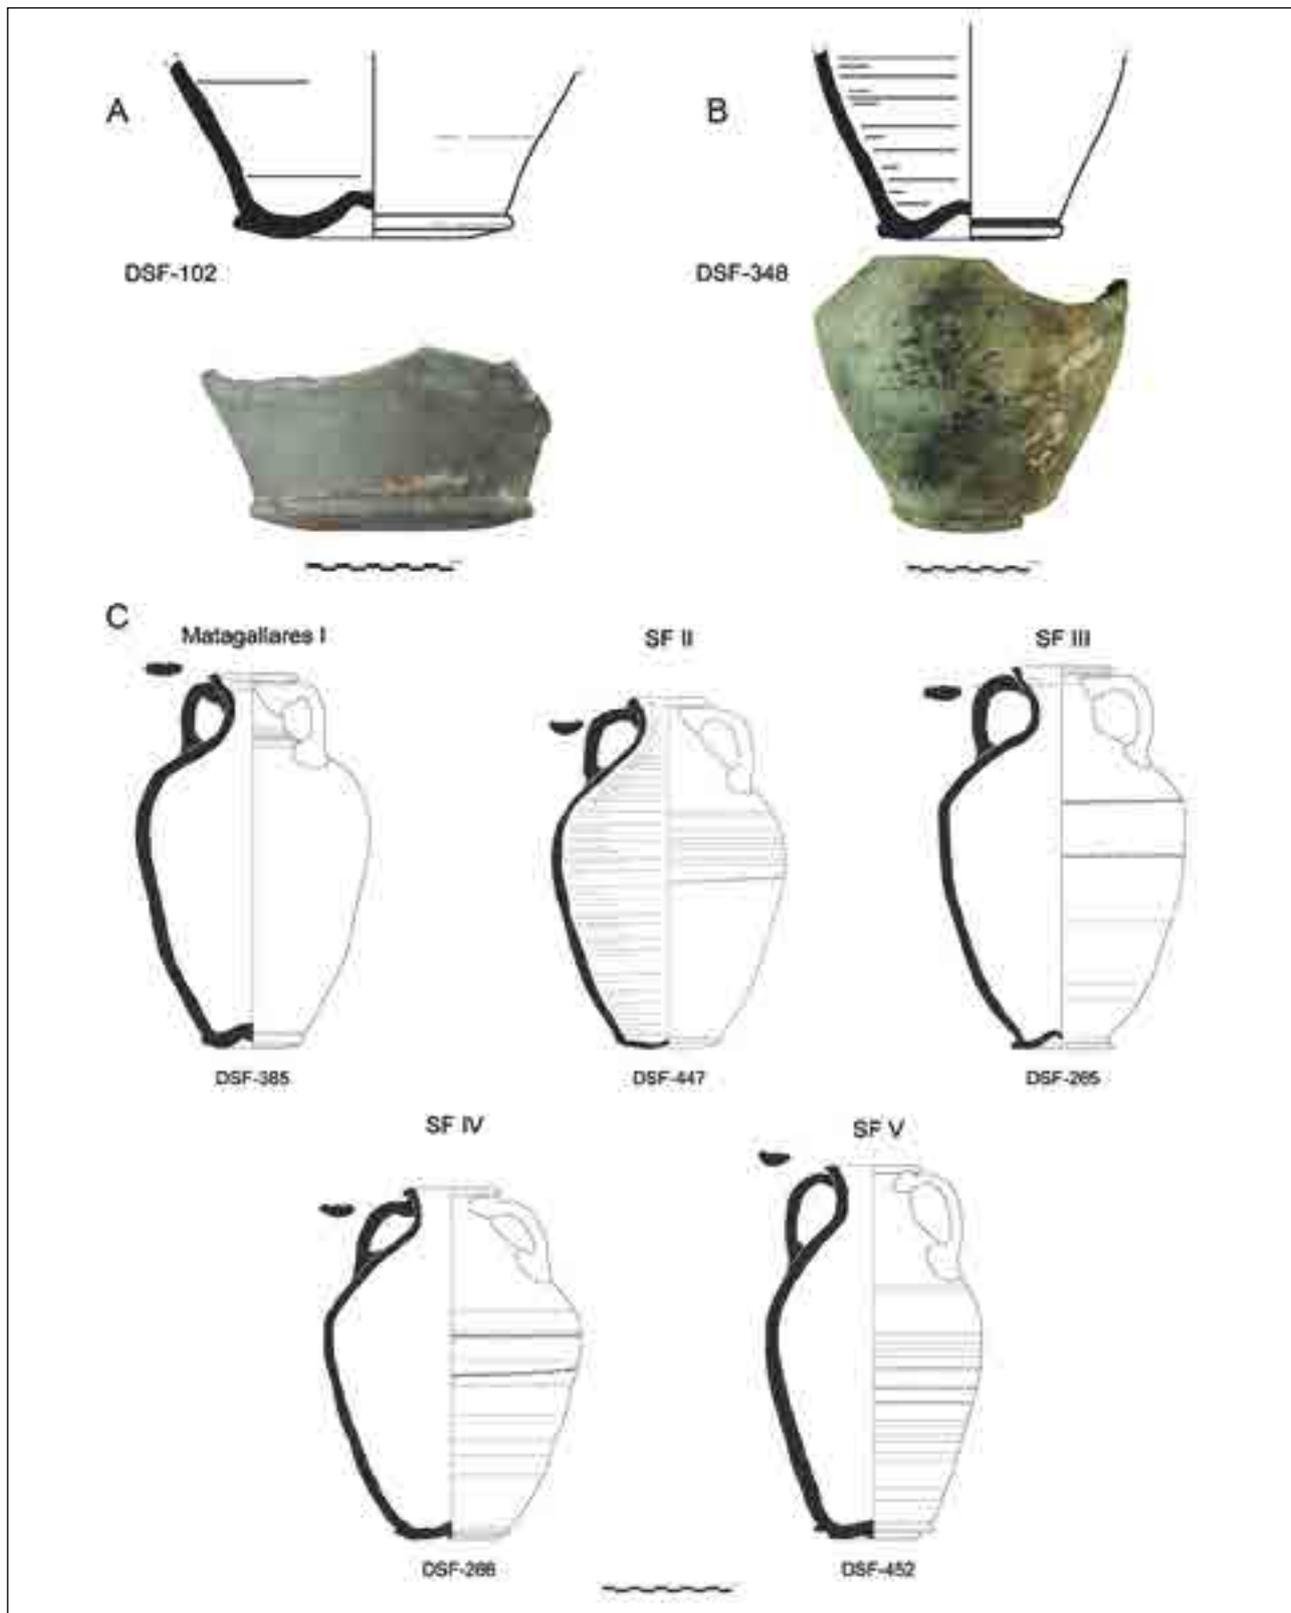 A
B
DSF-102
DSF-348
C
Matagallares I
SF II
SF III
DSF-385
DSF-447
DSF-265
SF IV
SF V
DSF-266
DSF-452